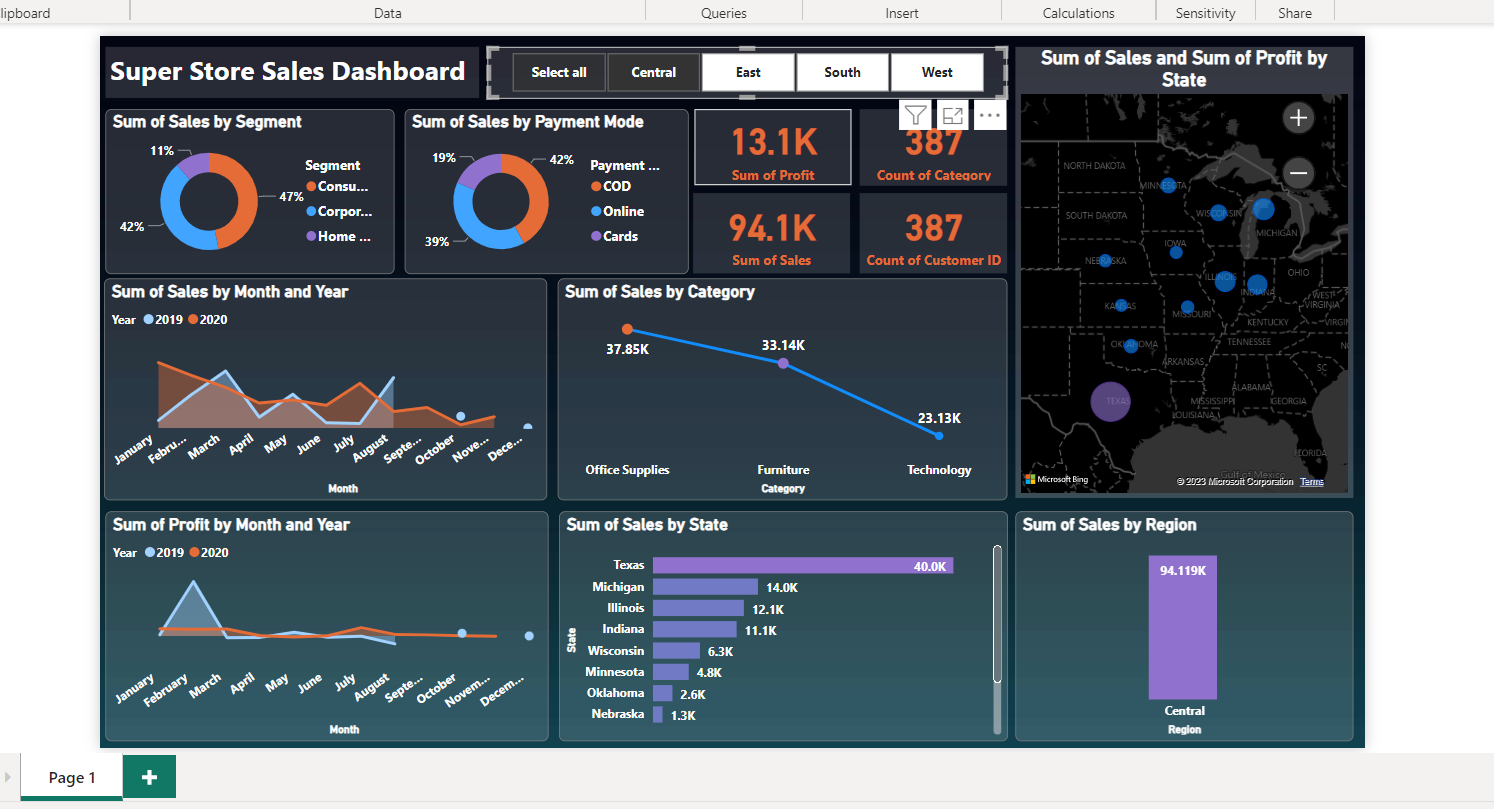 lipboard
Data
Queries
Insert
Calculations
Sensitivity
Share
Super Store Sales Dashboard
Select all
Central
East
South
West
Sum of Sales by Segment
11%
47%
42%
Segment
Consu...
Corpor...
Home ...
Sum of Sales by Payment Mode
19%
42%
39%
Payment ...
COD
Online
Cards
13.1K
Sum of Profit
387
Count of Category
94.1K
Sum of Sales
387
Count of Customer ID
Sum of Sales and Sum of Profit by
State
NORTH DAKOTA
MINNESOTA
SOUTH DAKOTA
WISCONSIN
MICHIGAN
IOWA
NEBRASKA
ILLINOIS
INDIANA
OHIO
WEST
VIRGINIA
KANSAS
MISSOURI
KENTUCKY
VIRGIN
OKLAHOMA
TENNESSEE
ARKANSAS
SC
ALABAMA
TEXAS
MISSISSIPPI
GEORGIA
LOUISIANA
FLORIDA
Gulf of Mexico
Microsoft Bing
© 2023 Microsoft Corporation Terms
Sum of Sales by Month and Year
Year 2019 2020
January
Febru...
March
April
May
June
July
August
Septe...
October
Nove...
Dece...
Month
Sum of Sales by Category
37.85K
33.14K
23.13K
Office Supplies
Furniture
Technology
Category
Sum of Profit by Month and Year
Year 2019 2020
January
February
March
April
May
June
July
August
Septe...
October
Novem...
Decem...
Month
Sum of Sales by State
State
Texas 40.0K
Michigan 14.0K
Illinois 12.1K
Indiana 11.1K
Wisconsin 6.3K
Minnesota 4.8K
Oklahoma 2.6K
Nebraska 1.3K
Sum of Sales by Region
94.119K
Central
Region
Page 1